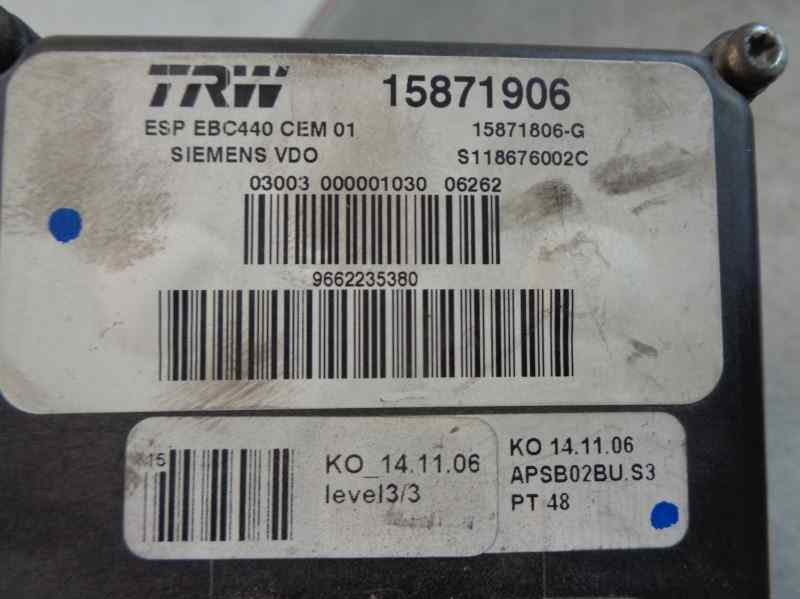 TRW 15871906
ESP EBC440 CEM 01 15871806-G
SIEMENS VDO S118676002C
03003 000001030 06262
9662235380
15
KO_14.11.06
level3/3
KO 14.11.06
APSB02BU.S3
PT 48